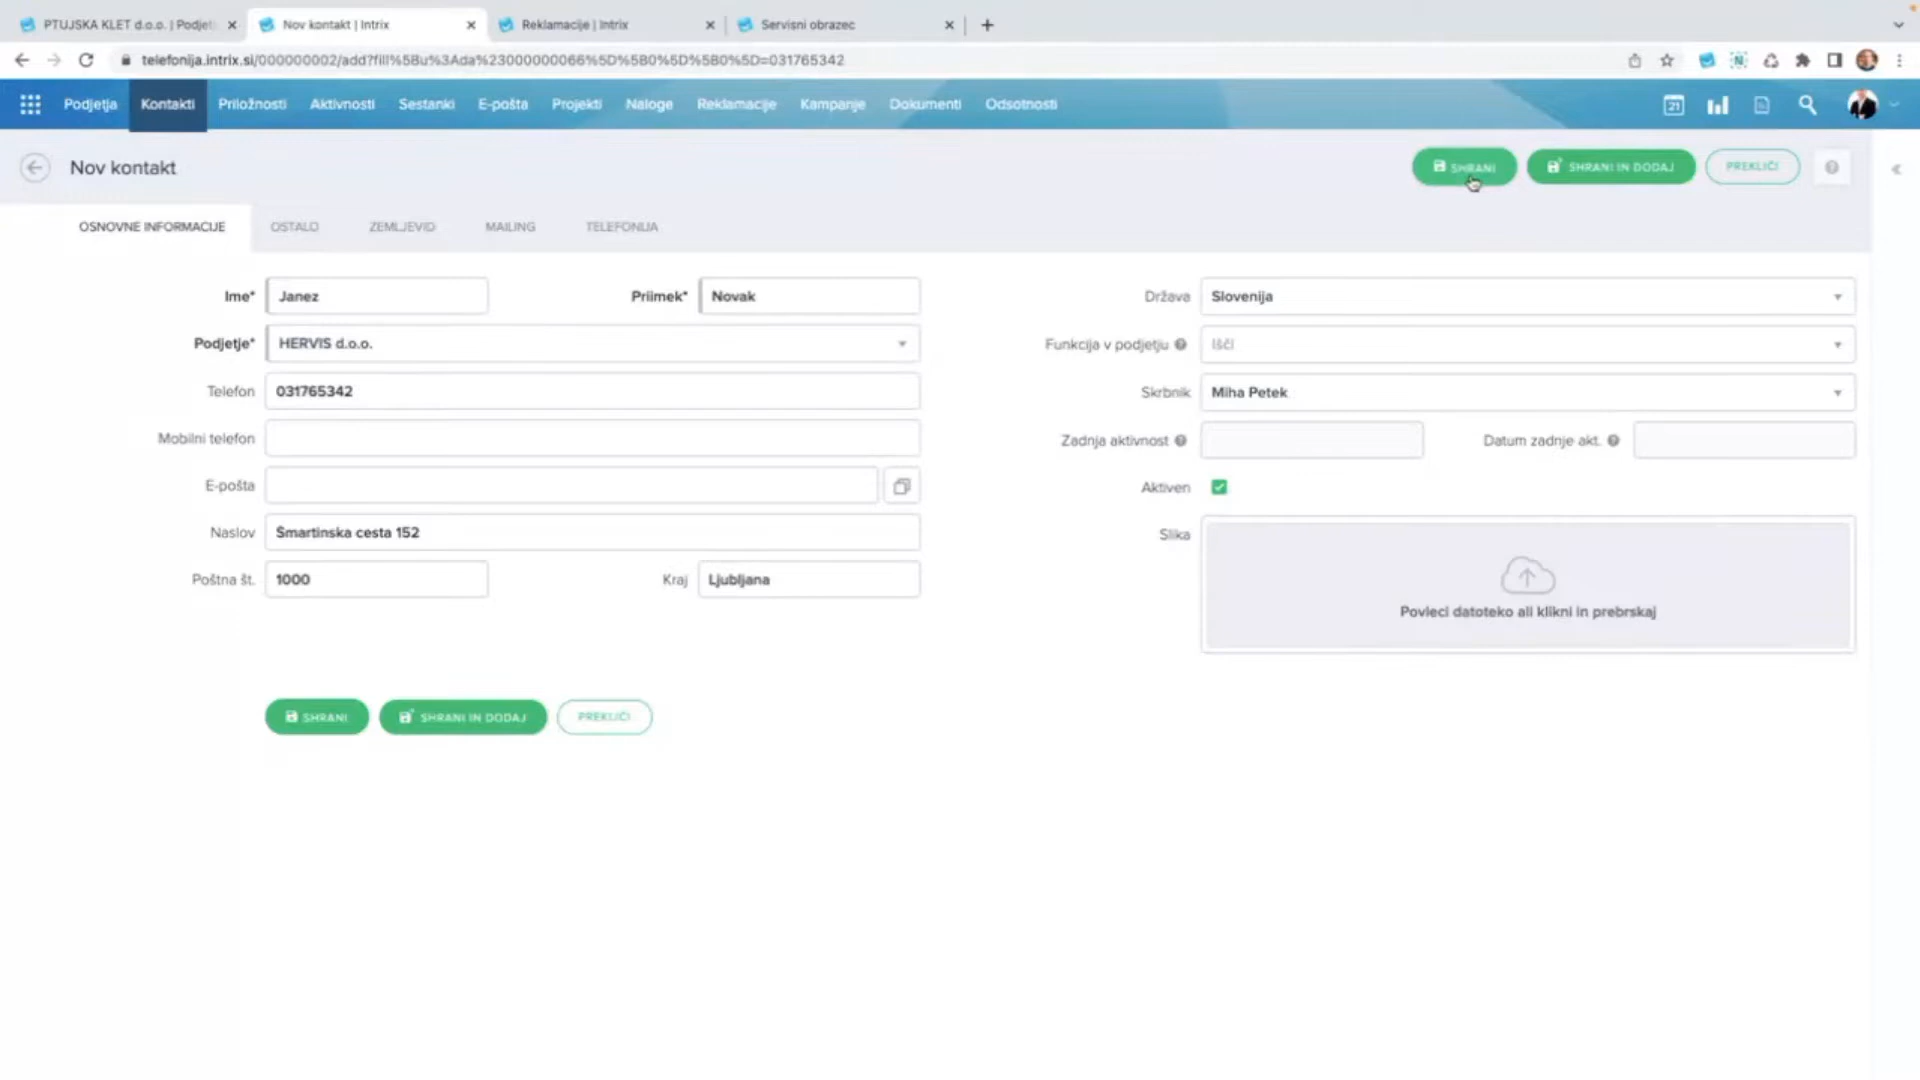 PTUJSKA KLET d.o.o. | Podjet
Nov kontakt | Intrix
Reklamacije | Intrix
Servisni obrazec
telefonija.intrix.si/000000002/add?fill%5Bu%3Ada%23000000066%5D%5B0%5D%5B0%5D=031765342
Podjetja Kontakti Priložnosti Aktivnosti Sestanki E-pošta Projekti Naloge Reklamacije Kampanje Dokumenti Odsotnosti
21
Nov kontakt
SHRANI SHRANI IN DODAJ PREKLIČI
OSNOVNE INFORMACIJE OSTALO ZEMLJEVID MAILING TELEFONIJA
Ime* Janez Priimek* Novak
Podjetje* HERVIS d.o.o.
Telefon 031765342
Mobilni telefon
E-pošta
Naslov Šmartinska cesta 152
Poštna št. 1000 Kraj Ljubljana
Država Slovenija
Funkcija v podjetju Išči
Skrbnik Miha Petek
Zadnja aktivnost Datum zadnje akt.
Aktiven
Slika
Povleci datoteko ali klikni in prebrskaj
SHRANI SHRANI IN DODAJ PREKLIČI